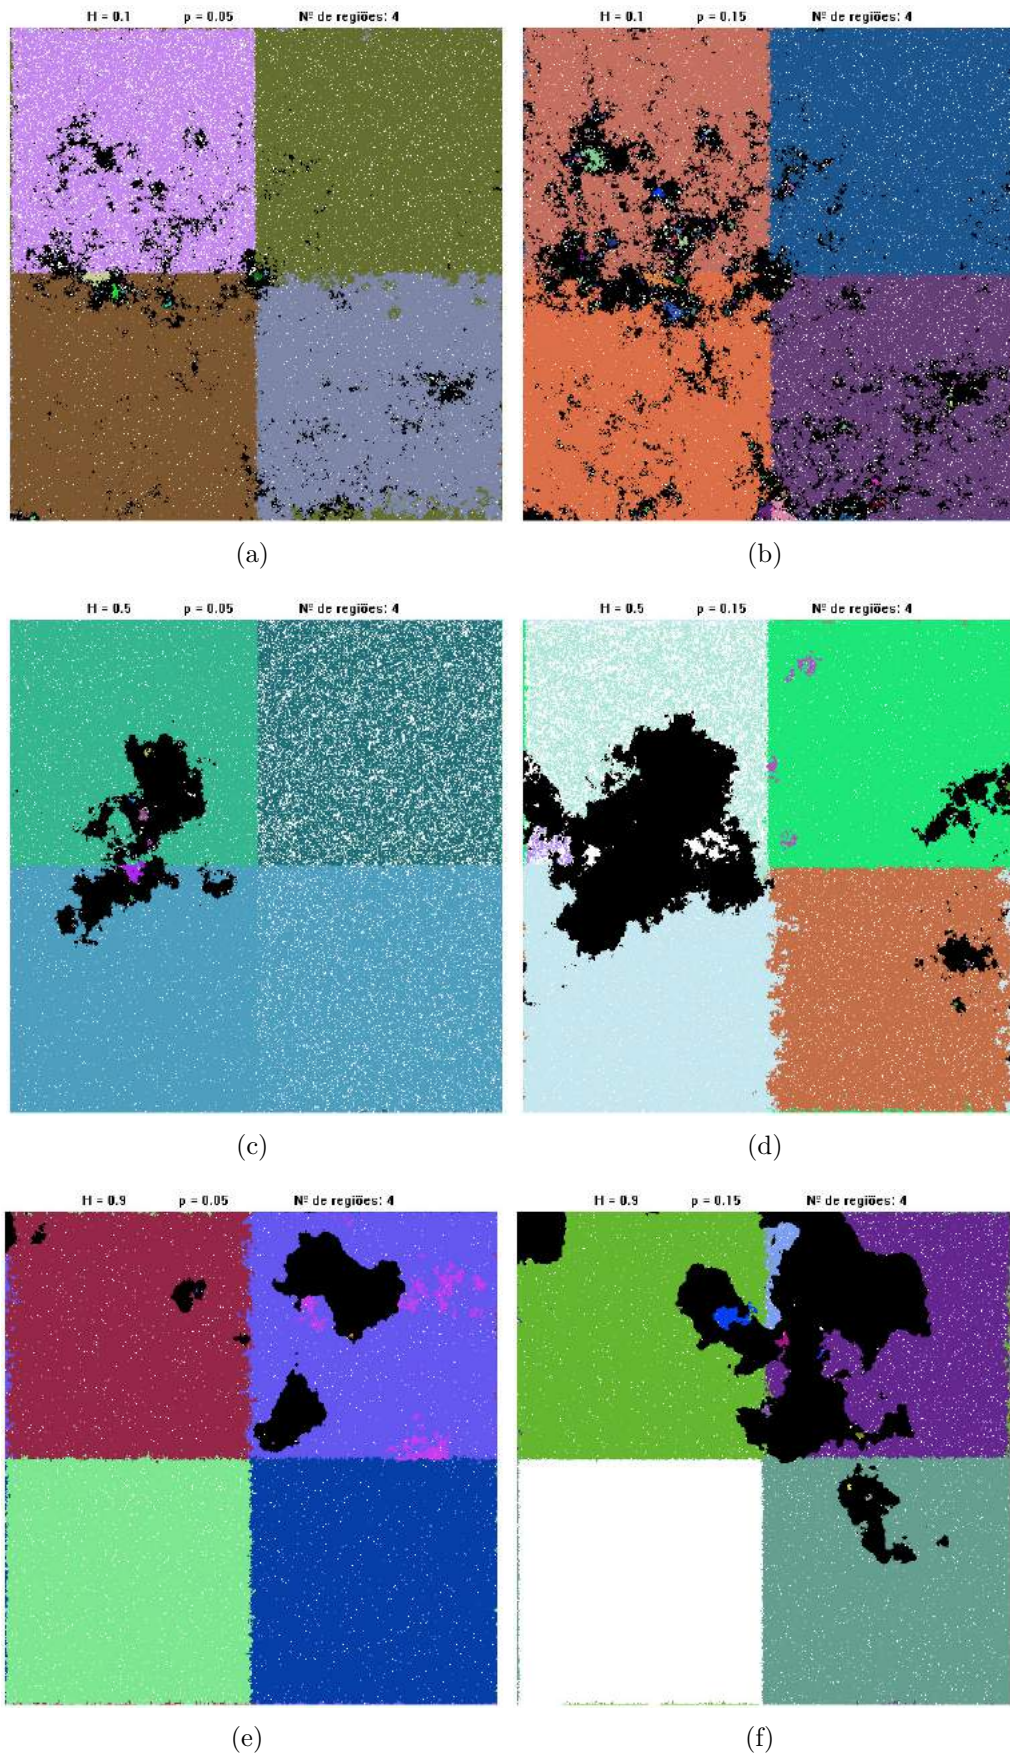 H = 0.1 p = 0.05 Nº de regiões: 4 H = 0.1 p = 0.15 Nº de regiões: 4
(a) (b)
H = 0.5 p = 0.05 Nº de regiões: 4 H = 0.5 p = 0.15 Nº de regiões: 4
(c) (d)
H = 0.9 p = 0.05 Nº de regiões: 4 H = 0.9 p = 0.15 Nº de regiões: 4
(e) (f)